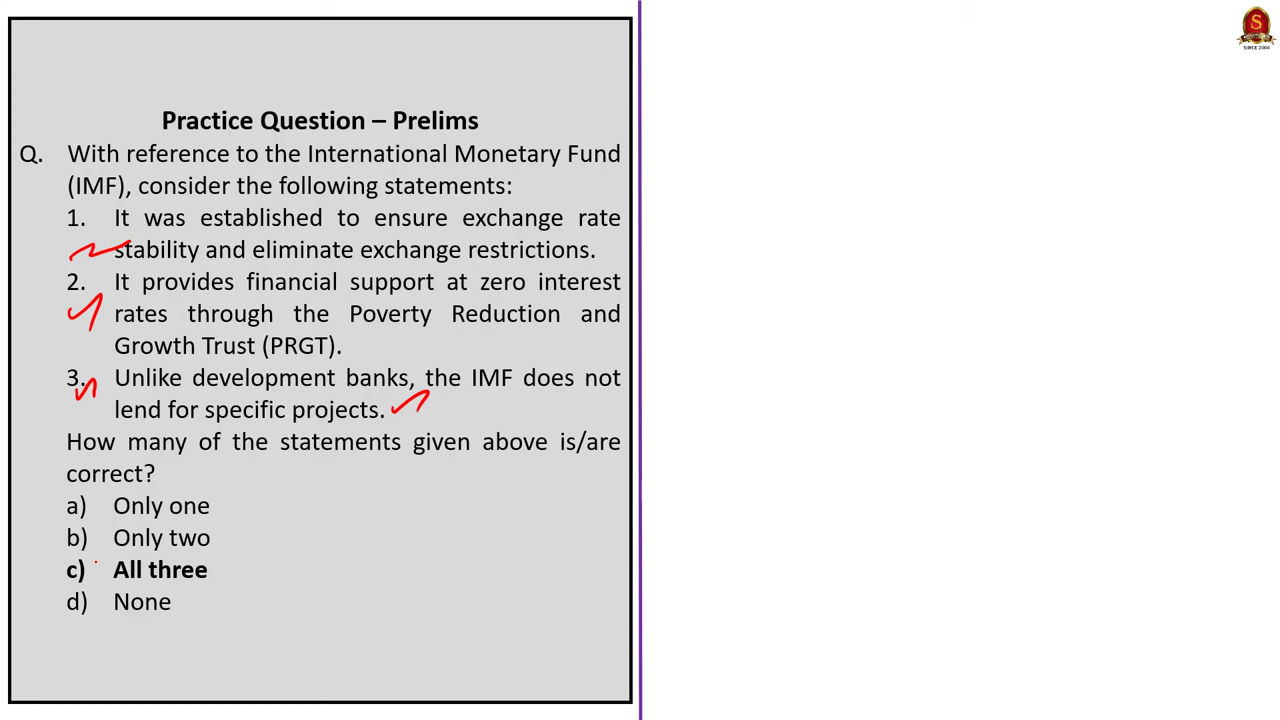 Practice Question – Prelims
Q. With reference to the International Monetary Fund
(IMF), consider the following statements:
1. It was established to ensure exchange rate
stability and eliminate exchange restrictions.
2. It provides financial support at zero interest
rates through the Poverty Reduction and
Growth Trust (PRGT).
3. Unlike development banks, the IMF does not
lend for specific projects.
How many of the statements given above is/are
correct?
a) Only one
b) Only two
c) All three
d) None
S
SINCE 2004